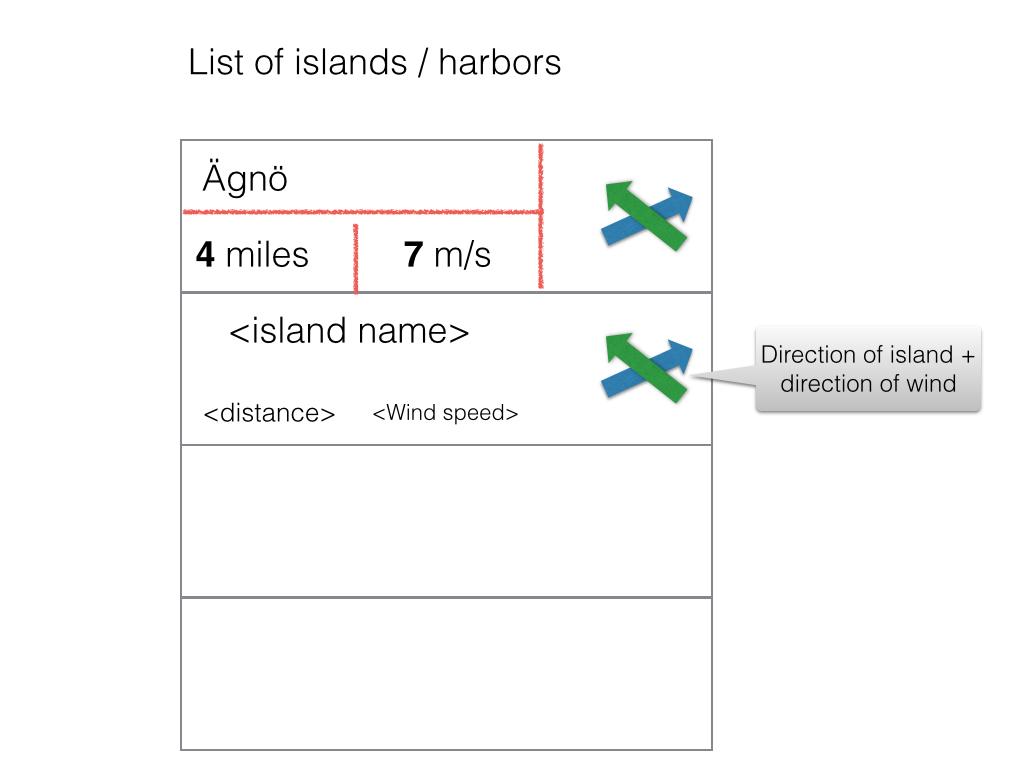 List of islands / harbors
Ägnö
4 miles 7 m/s
<island name>
<distance> <Wind speed>
Direction of island +
direction of wind